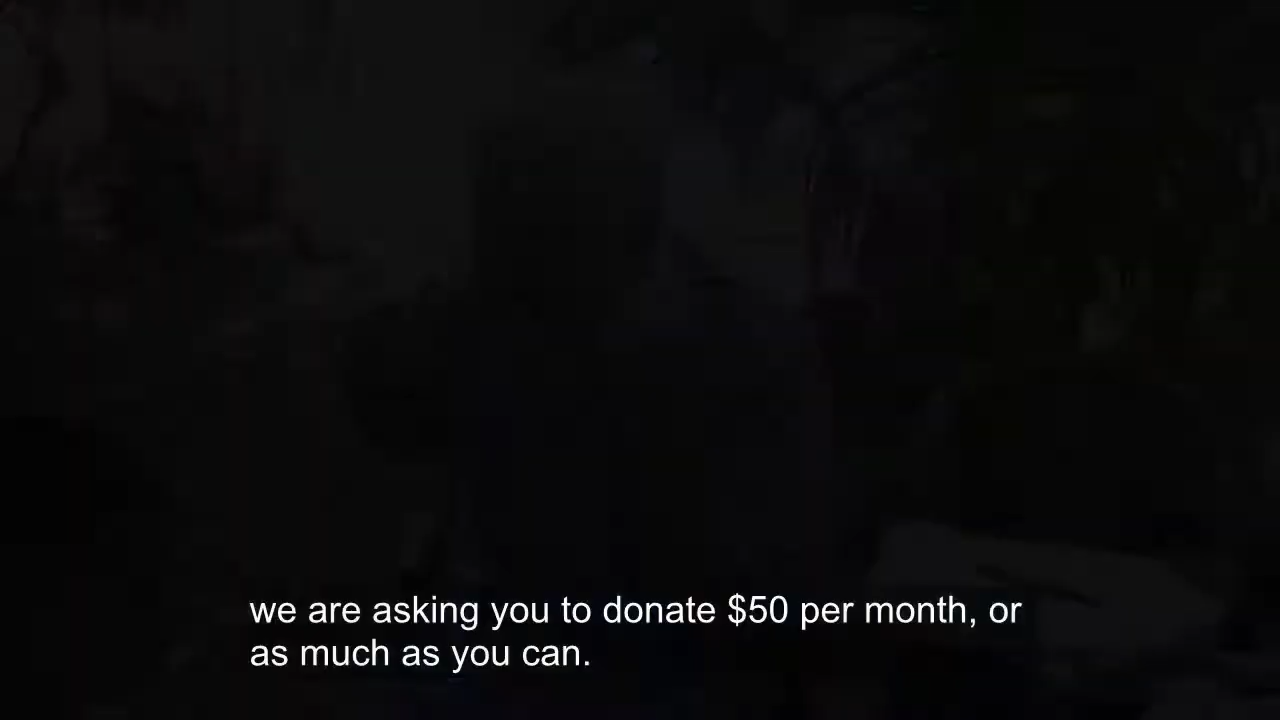 we are asking you to donate $50 per month, or
as much as you can.